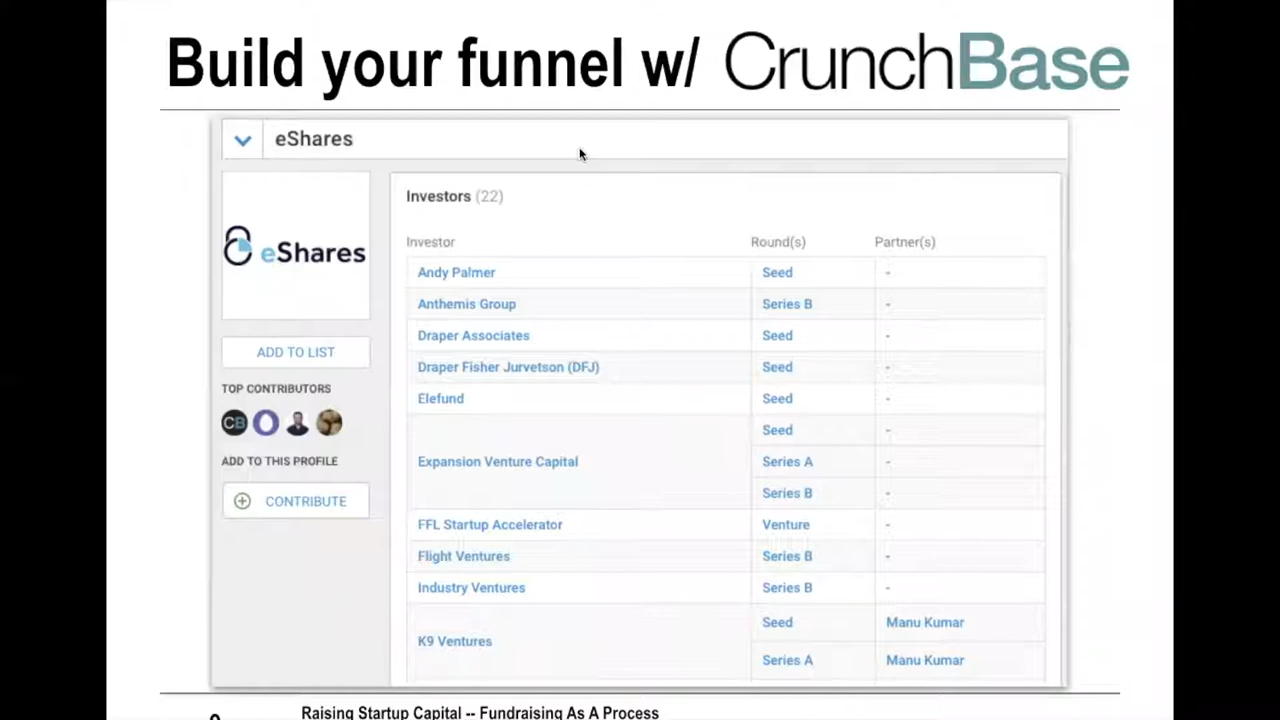 Build your funnel w/ CrunchBase
eShares
eShares
ADD TO LIST
TOP CONTRIBUTORS
CB
ADD TO THIS PROFILE
CONTRIBUTE
Investors (22)
Investor Round(s) Partner(s)
Andy Palmer Seed -
Anthemis Group Series B -
Draper Associates Seed -
Draper Fisher Jurvetson (DFJ) Seed -
Elefund Seed -
Seed -
Expansion Venture Capital Series A -
Series B -
FFL Startup Accelerator Venture -
Flight Ventures Series B -
Industry Ventures Series B -
Seed Manu Kumar
K9 Ventures
Series A Manu Kumar
Raising Startup Capital -- Fundraising As A Process